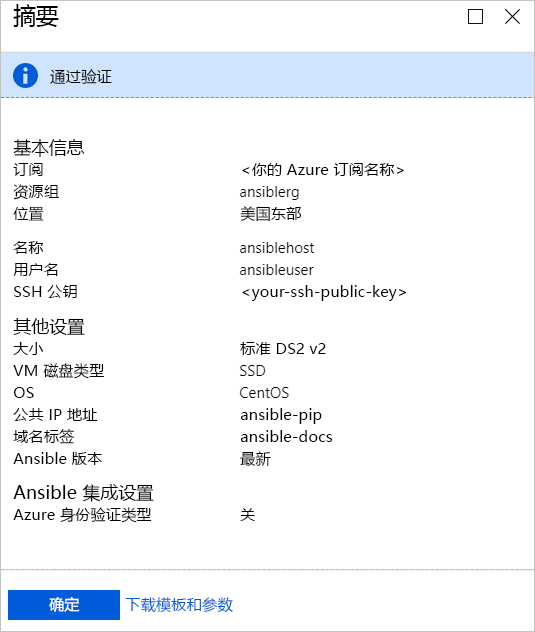 摘要
通过验证
基本信息
订阅 <你的 Azure 订阅名称>
资源组 ansiblerg
位置 美国东部
名称 ansiblehost
用户名 ansibleuser
SSH 公钥 <your-ssh-public-key>
其他设置
大小 标准 DS2 v2
VM 磁盘类型 SSD
OS CentOS
公共 IP 地址 ansible-pip
域名标签 ansible-docs
Ansible 版本 最新
Ansible 集成设置
Azure 身份验证类型 关
确定 下载模板和参数